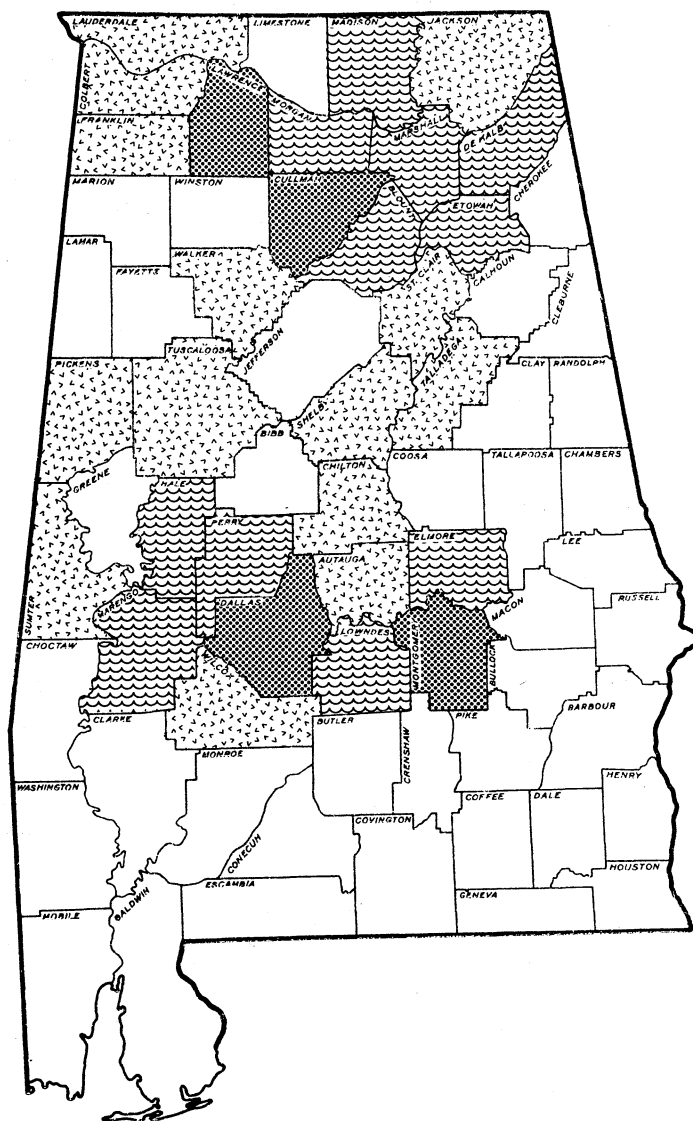 LAUDERDALE
LIMESTONE
MADISON
JACKSON
COLBERT
LAWRENCE
MORGAN
FRANKLIN
MARSHALL
DE KALB
CHEROKEE
MARION
WINSTON
CULLMAN
BLOUNT
ETOWAH
LAMAR
FAYETTS
WALKER
ST. CLAIR
CALHOUN
CLEBURNE
JEFFERSON
TALLADEGA
PICKENS
TUSCALOOSA
SHELBY
CLAY
RANDOLPH
BIBB
GREENE
HALE
CHILTON
COOSA
TALLAPOOSA
CHAMBERS
PERRY
AUTAUGA
ELMORE
LEE
SUMTER
MARENGO
DALLAS
LOWNDES
MONTGOMERY
MACON
BULLOCK
RUSSELL
CHOCTAW
CLARKE
BUTLER
CRENSHAW
PIKE
BARBOUR
WASHINGTON
MONROE
CONECUH
COVINGTON
COFFEE
DALE
HENRY
ESCAMBIA
GENEVA
HOUSTON
MOBILE
BALDWIN